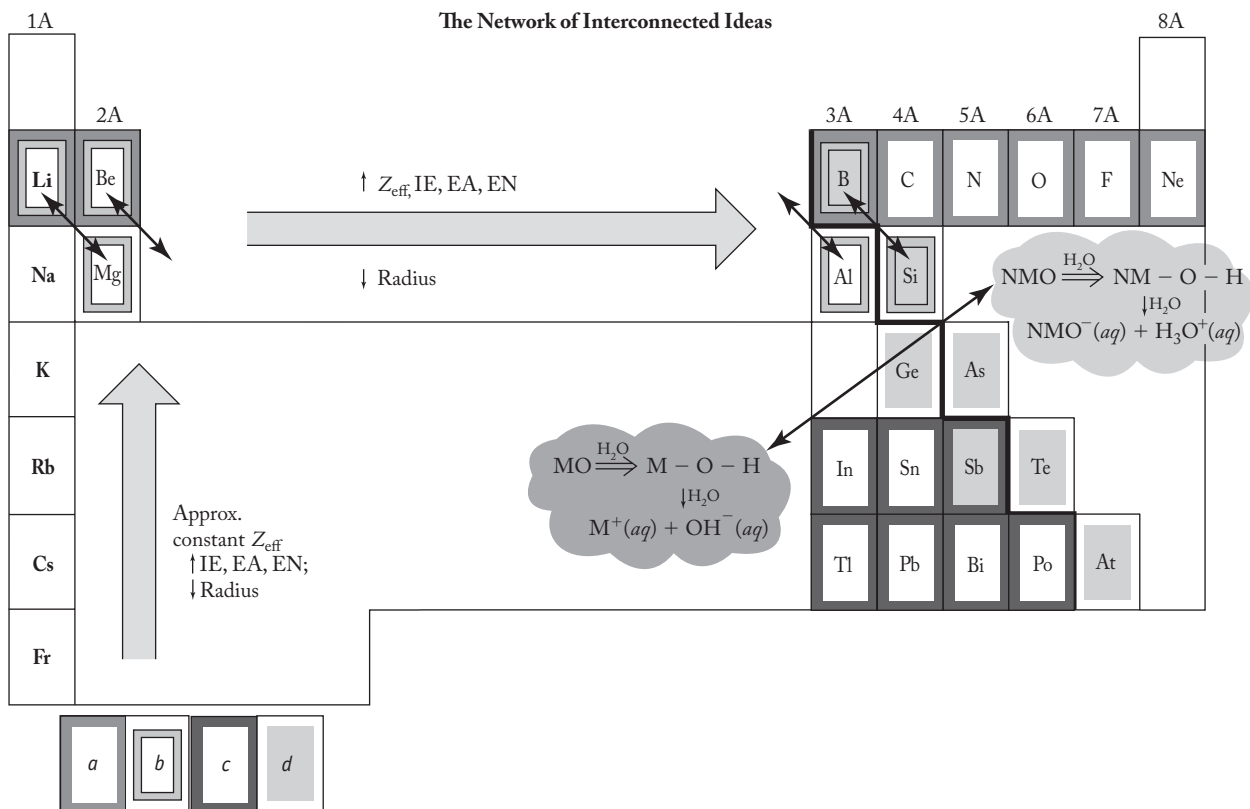 The Network of Interconnected Ideas
1A
8A
2A
3A 4A 5A 6A 7A
Li Be
B C N O F Ne
↑ Z_eff, IE, EA, EN
↓ Radius
Na Mg
Al Si
NMO ⇒ NM − O − H
H₂O
↓H₂O
NMO⁻(aq) + H₃O⁺(aq)
K
Ge As
Rb
In Sn Sb Te
MO ⇒ M − O − H
H₂O
↓H₂O
M⁺(aq) + OH⁻(aq)
Approx.
constant Z_eff
↑IE, EA, EN;
↓Radius
Cs
Tl Pb Bi Po At
Fr
a b c d